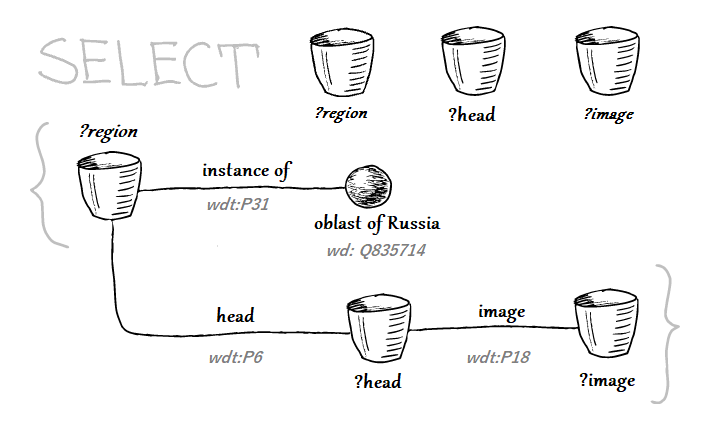 SELECT
?region
?head
?image
{
?region
instance of
wdt:P31
oblast of Russia
wd: Q835714
head
wdt:P6
?head
image
wdt:P18
?image
}